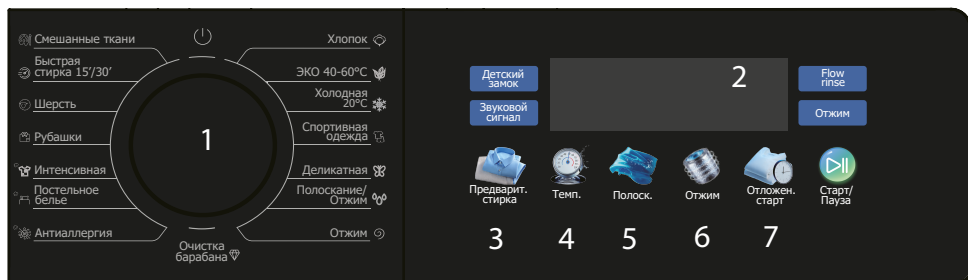 Смешанные ткани
Быстрая
стирка 15’/30’
Шерсть
Рубашки
Интенсивная
Постельное
белье
Антиаллергия
1
Очистка
барабана
Хлопок
ЭКО 40-60°C
Холодная
20°C
Спортивная
одежда
Деликатная
Полоскание/
Отжим
Отжим
Детский
замок
Звуковой
сигнал
2
Flow
rinse
Отжим
Предварит.
стирка
Темп.
Полоск.
Отжим
Отложен.
старт
Старт/
Пауза
3 4 5 6 7